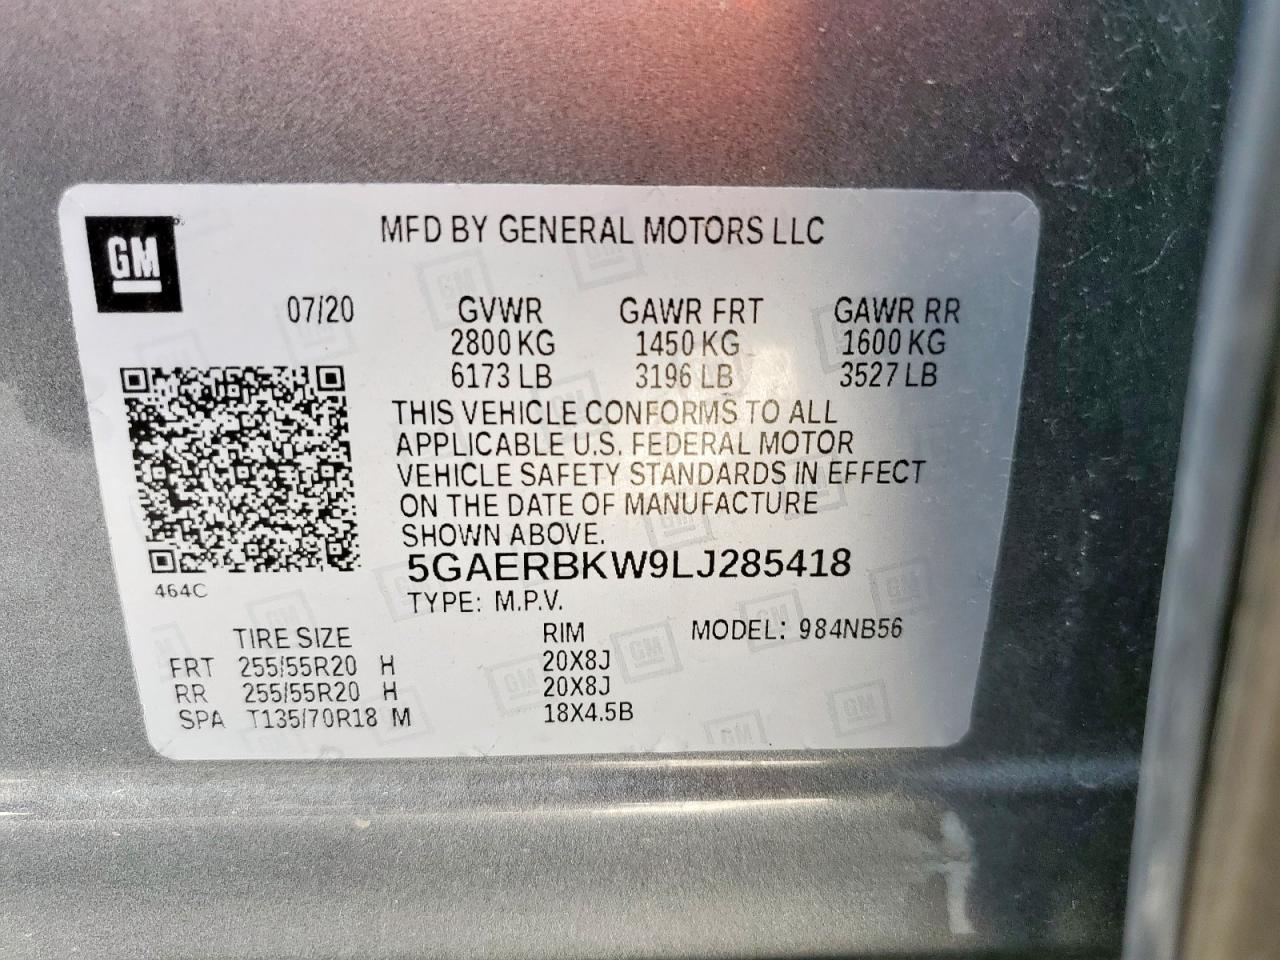 GM
MFD BY GENERAL MOTORS LLC
07/20 GVWR GAWR FRT GAWR RR
2800 KG 1450 KG 1600 KG
6173 LB 3196 LB 3527 LB
THIS VEHICLE CONFORMS TO ALL
APPLICABLE U.S. FEDERAL MOTOR
VEHICLE SAFETY STANDARDS IN EFFECT
ON THE DATE OF MANUFACTURE
SHOWN ABOVE.
5GAERBKW9LJ285418
464C
TYPE: M.P.V.
TIRE SIZE RIM MODEL: 984NB56
FRT 255/55R20 H 20X8J
RR 255/55R20 H 20X8J
SPA T135/70R18 M 18X4.5B